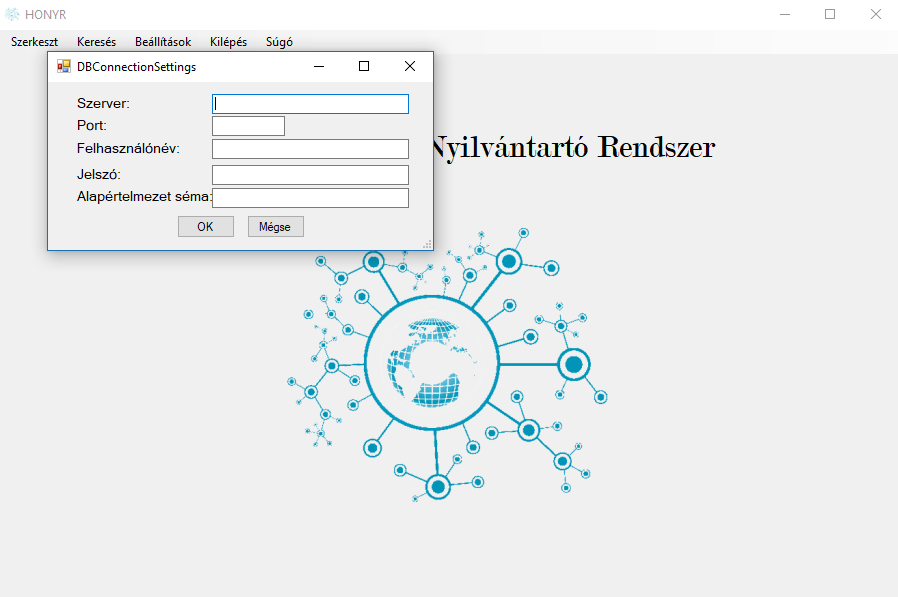 HONYR
Szerkeszt Keresés Beállítások Kilépés Súgó
DBConnectionSettings
Szerver:
Port:
Felhasználónév:
Jelszó:
Alapértelmezet séma:
OK Mégse
Nyilvántartó Rendszer